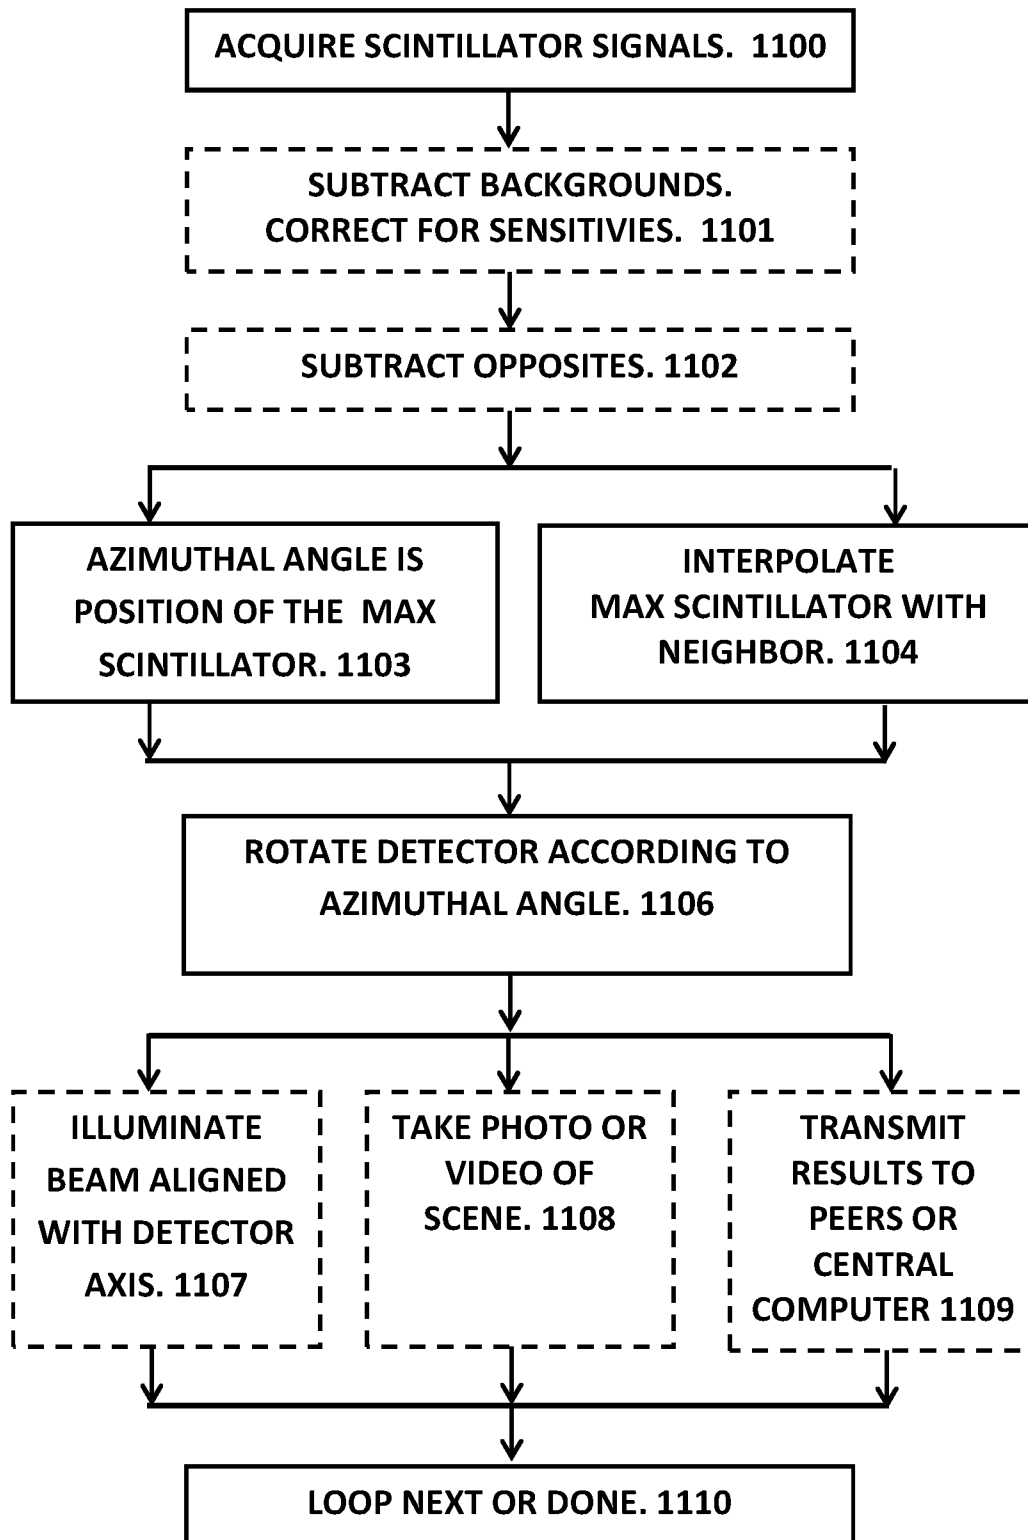 ACQUIRE SCINTILLATOR SIGNALS. 1100
SUBTRACT BACKGROUNDS.
CORRECT FOR SENSITIVIES. 1101
SUBTRACT OPPOSITES. 1102
AZIMUTHAL ANGLE IS
POSITION OF THE MAX
SCINTILLATOR. 1103
INTERPOLATE
MAX SCINTILLATOR WITH
NEIGHBOR. 1104
ROTATE DETECTOR ACCORDING TO
AZIMUTHAL ANGLE. 1106
ILLUMINATE
BEAM ALIGNED
WITH DETECTOR
AXIS. 1107
TAKE PHOTO OR
VIDEO OF
SCENE. 1108
TRANSMIT
RESULTS TO
PEERS OR
CENTRAL
COMPUTER 1109
LOOP NEXT OR DONE. 1110